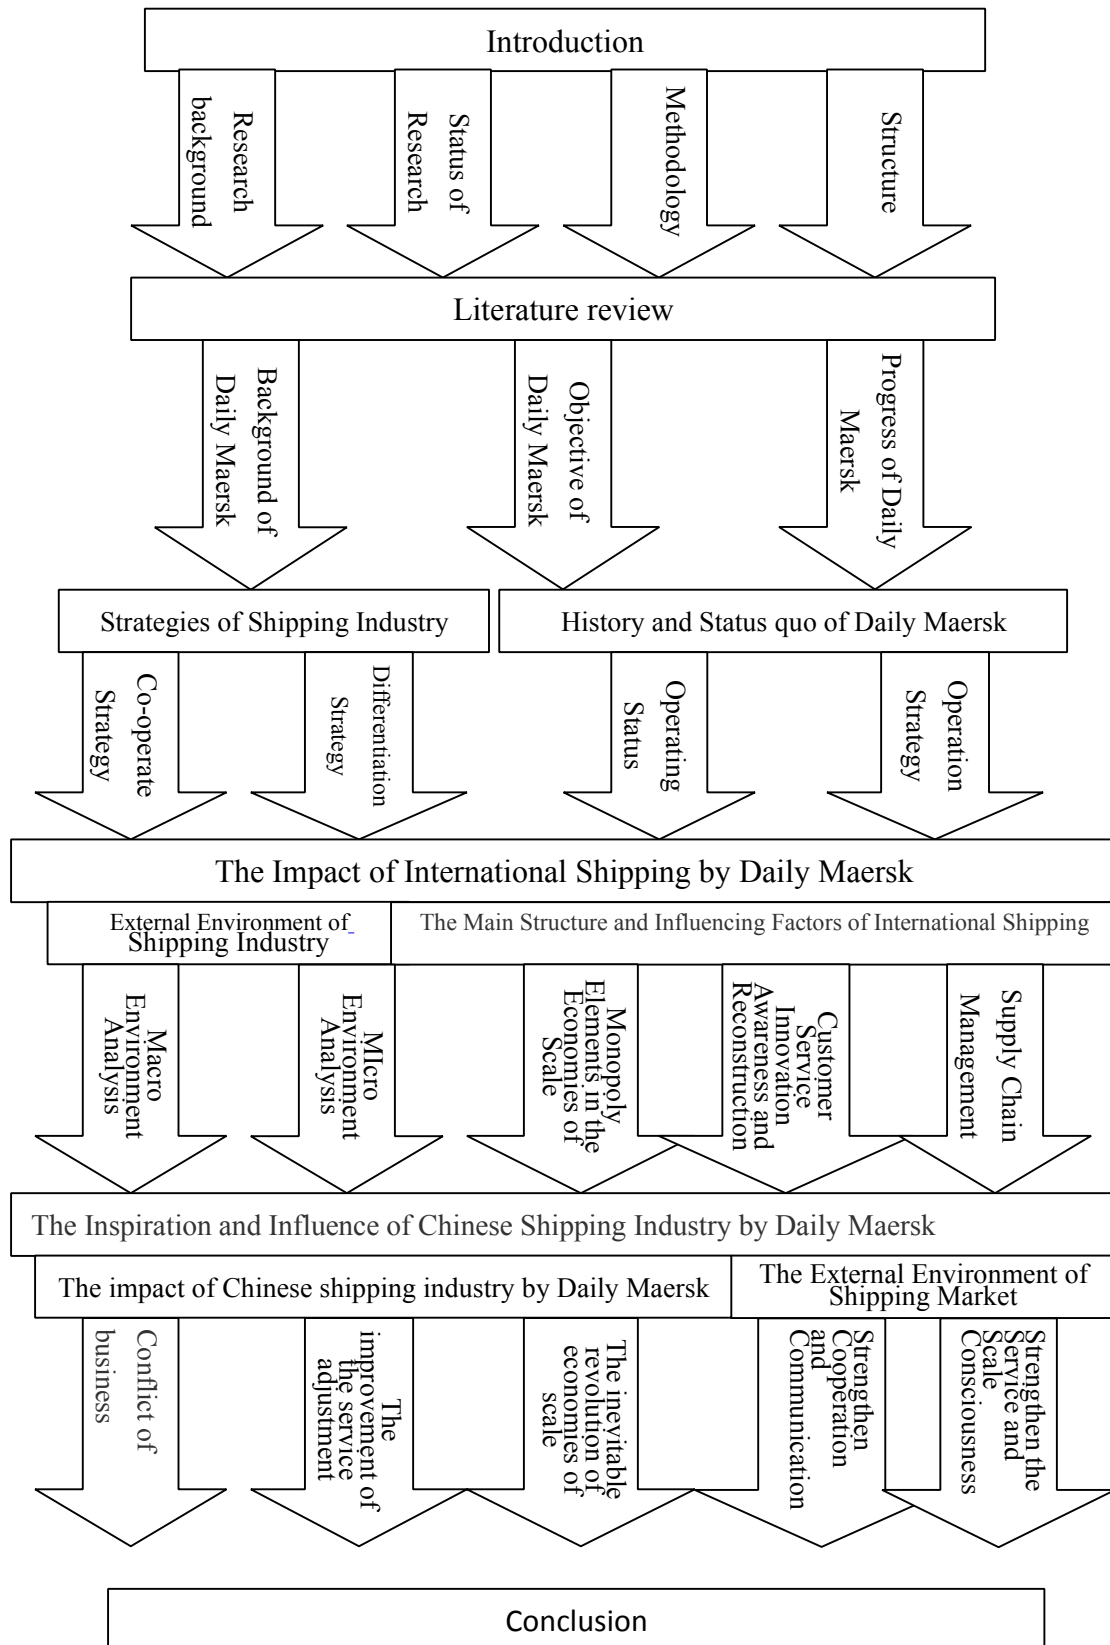 Introduction
Research
background
Status of
Research
Methodology
Structure
Literature review
Background of
Daily Maersk
Objective of
Daily Maersk
Progress of Daily
Maersk
Strategies of Shipping Industry
History and Status quo of Daily Maersk
Co-operate
Strategy
Differentiation
Strategy
Operating
Status
Operation
Strategy
The Impact of International Shipping by Daily Maersk
External Environment of
Shipping Industry
The Main Structure and Influencing Factors of International Shipping
Macro
Environment
Analysis
MIcro
Environment
Analysis
Monopoly
Elements in the
Economies of
Scale
Customer
Service
Innovation
Awareness and
Reconstruction
Supply Chain
Management
The Inspiration and Influence of Chinese Shipping Industry by Daily Maersk
The impact of Chinese shipping industry by Daily Maersk
The External Environment of
Shipping Market
Conflict of
business
The
improvement of
the service
adjustment
The inevitable
revolution of
economies of
scale
Strengthen
Cooperation
and
Communication
Strengthen the
Service and
Scale
Consciousness
Conclusion